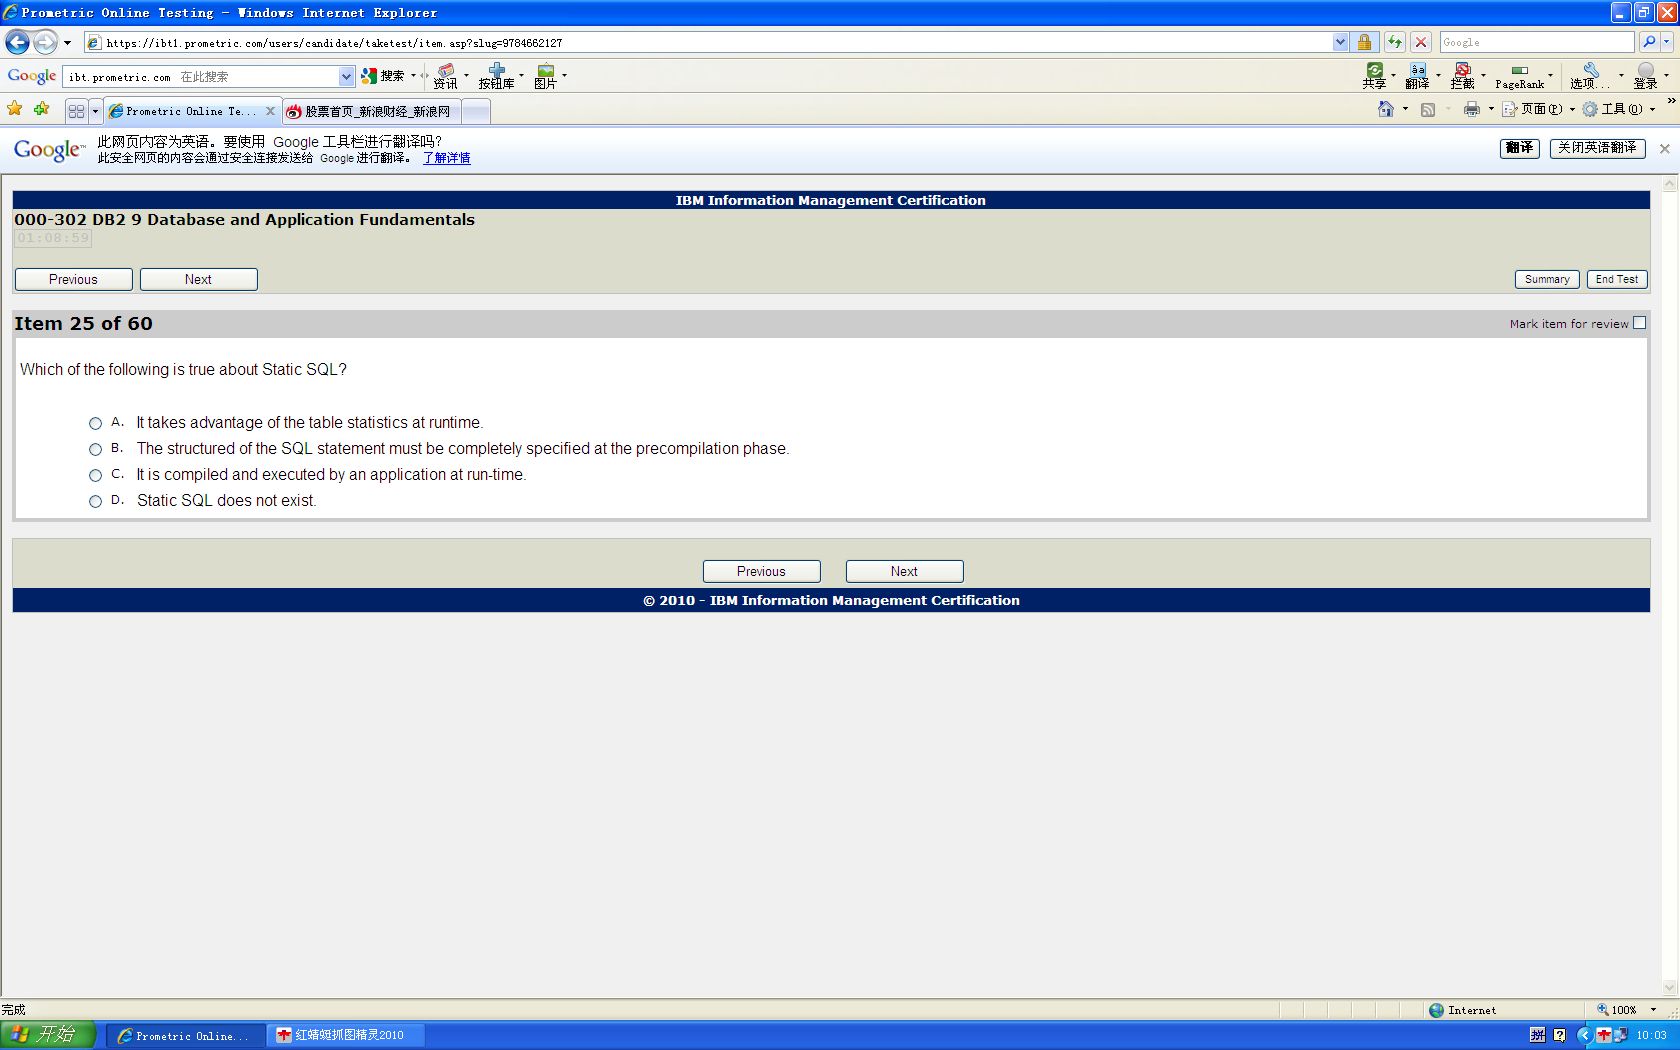 Prometric Online Testing - Windows Internet Explorer
https://ibt1.prometric.com/users/candidate/taketest/item.asp?slug=9784662127
Google
Google ibt.prometric.com 在此搜索 搜索 资讯 按钮库 图片 共享 翻译 拦截 PageRank 选项... 登录
Prometric Online Te... 股票首页_新浪财经_新浪网 页面(P) 工具(O) »
Google™ 此网页内容为英语。要使用 Google 工具栏进行翻译吗?
此安全网页的内容会通过安全连接发送给 Google 进行翻译。 了解详情
翻译 关闭英语翻译
IBM Information Management Certification
000-302 DB2 9 Database and Application Fundamentals
01:08:59
Previous Next Summary End Test
Item 25 of 60 Mark item for review
Which of the following is true about Static SQL?
A. It takes advantage of the table statistics at runtime.
B. The structured of the SQL statement must be completely specified at the precompilation phase.
C. It is compiled and executed by an application at run-time.
D. Static SQL does not exist.
Previous Next
© 2010 - IBM Information Management Certification
完成 Internet 100%
开始 Prometric Online... 红蜻蜓抓图精灵2010 拼 10:03